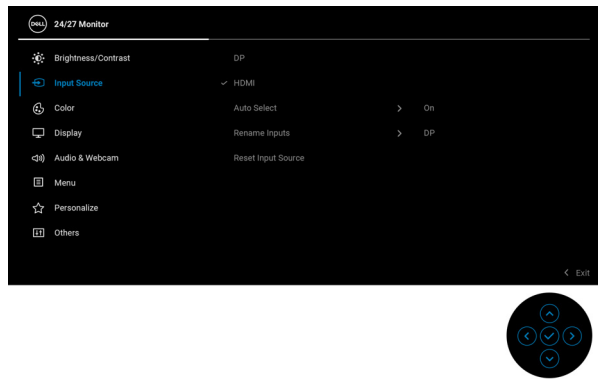 DELL 24/27 Monitor
Brightness/Contrast DP
Input Source HDMI
Color Auto Select On
Display Rename Inputs DP
Audio & Webcam Reset Input Source
Menu
Personalize
Others
Exit